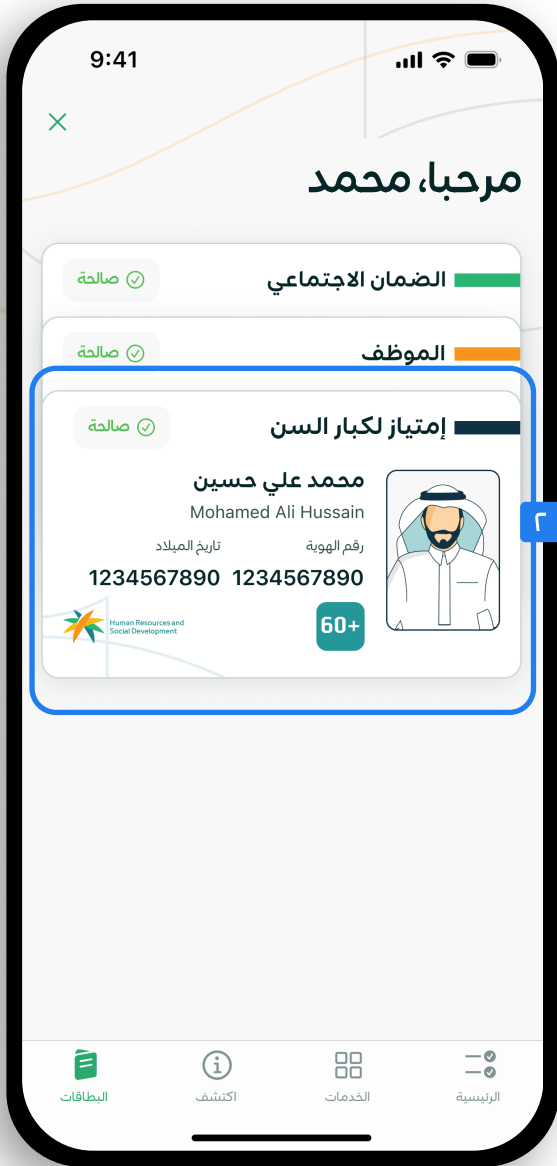 9:41
مرحبا، محمد
الضمان الاجتماعي
صالحة
الموظف
صالحة
إمتياز لكبار السن
صالحة
محمد علي حسين
Mohamed Ali Hussain
رقم الهوية تاريخ الميلاد
1234567890 1234567890
60+
Human Resources and
Social Development
٢
الرئيسية الخدمات اكتشف البطاقات